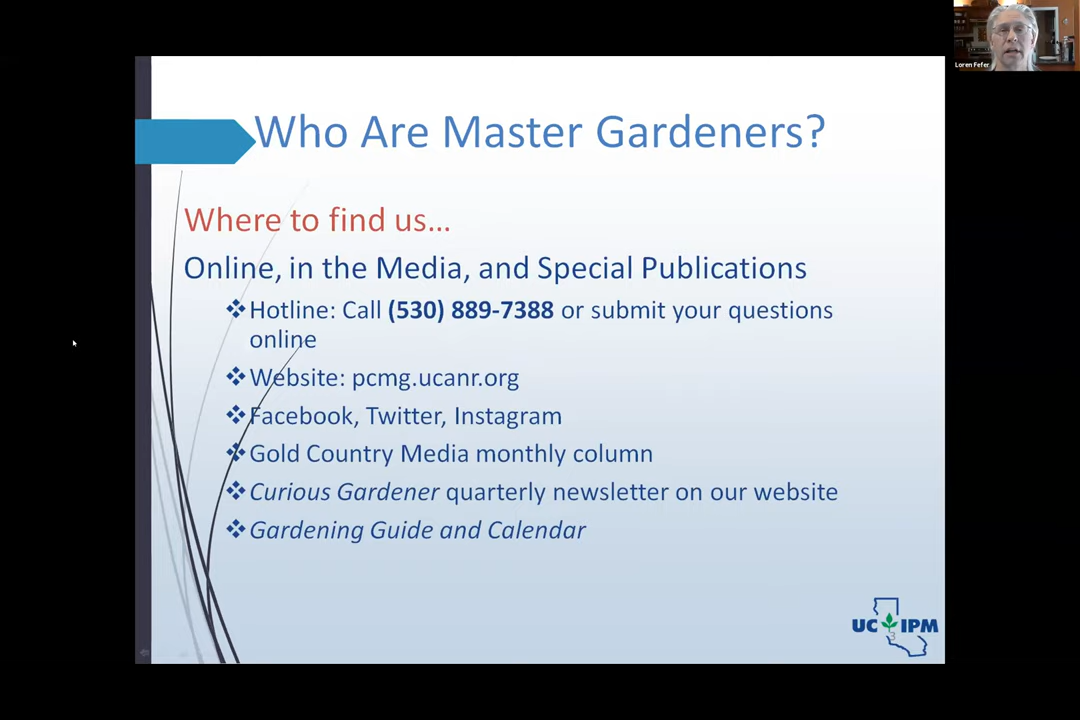 Loren Fefer
Who Are Master Gardeners?
Where to find us…
Online, in the Media, and Special Publications
❖Hotline: Call (530) 889-7388 or submit your questions
online
❖Website: pcmg.ucanr.org
❖Facebook, Twitter, Instagram
❖Gold Country Media monthly column
❖Curious Gardener quarterly newsletter on our website
❖Gardening Guide and Calendar
UC IPM
3